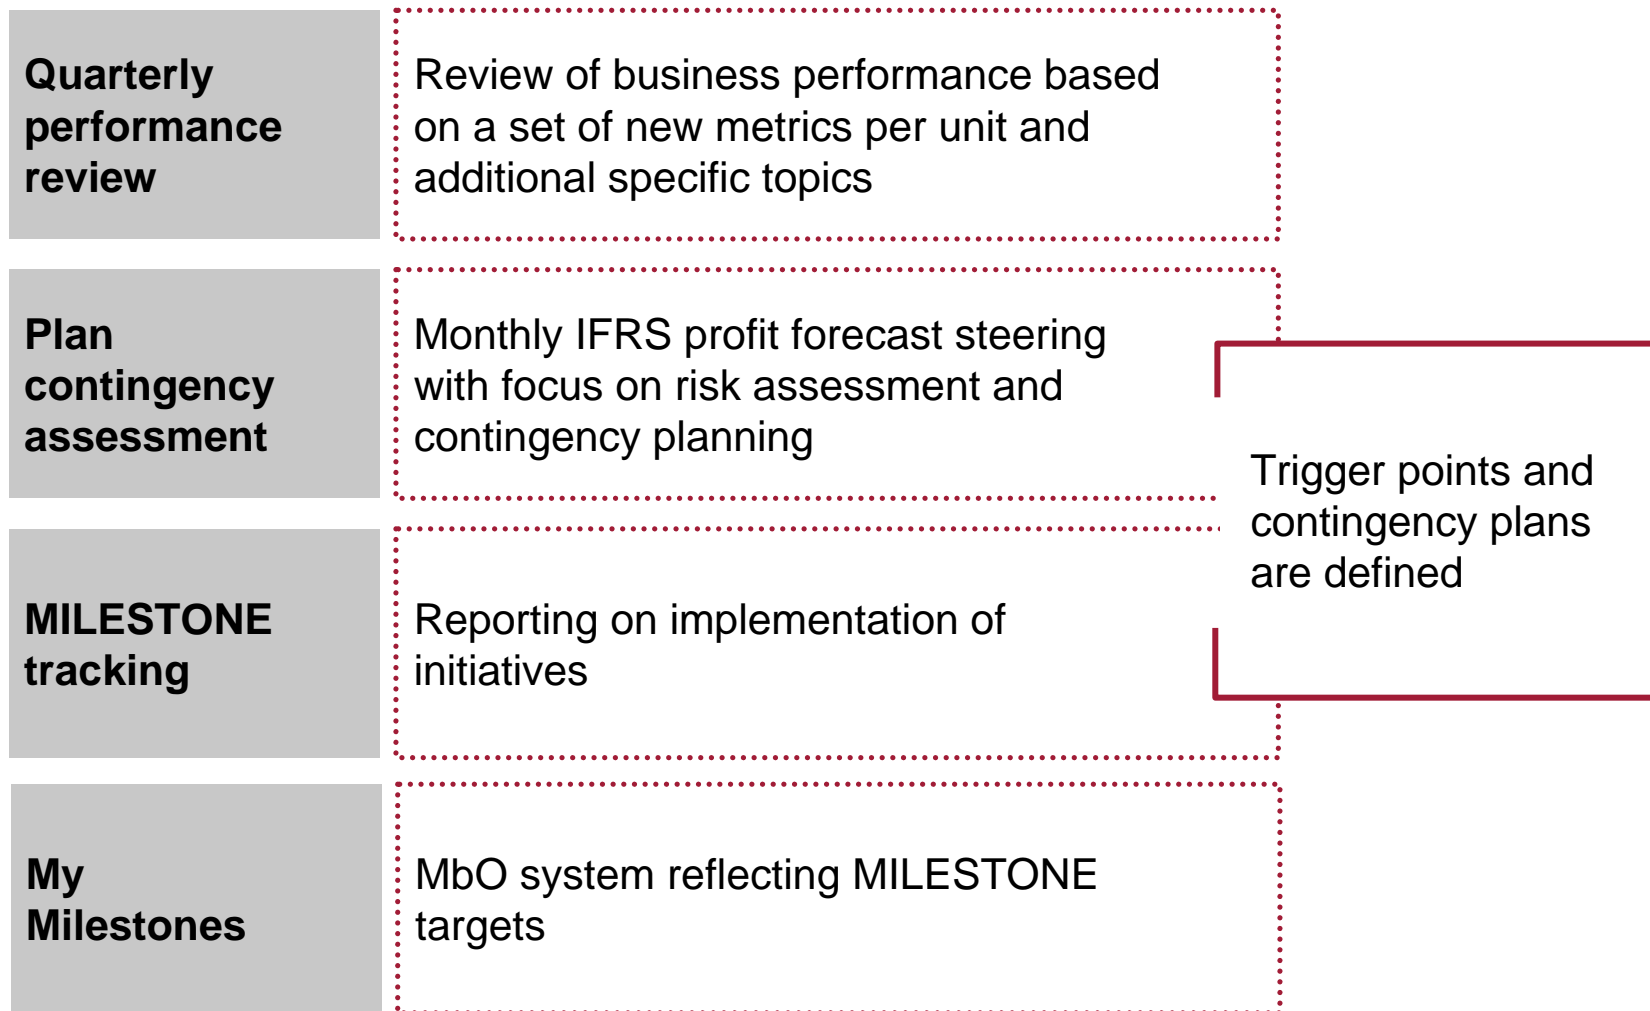 Quarterly
performance
review
Review of business performance based
on a set of new metrics per unit and
additional specific topics
Plan
contingency
assessment
Monthly IFRS profit forecast steering
with focus on risk assessment and
contingency planning
Trigger points and
contingency plans
are defined
MILESTONE
tracking
Reporting on implementation of
initiatives
My
Milestones
MbO system reflecting MILESTONE
targets